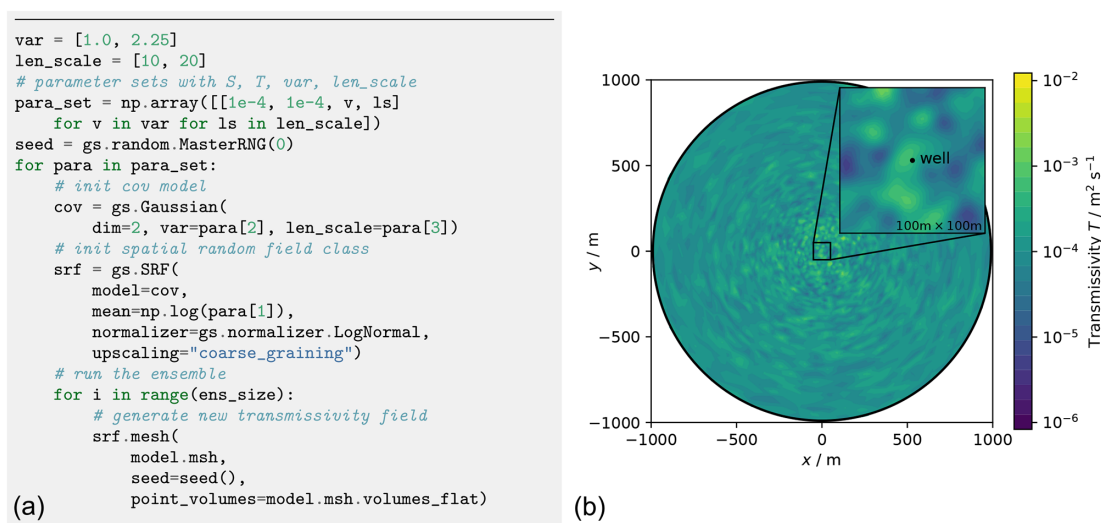 var = [1.0, 2.25]
len_scale = [10, 20]
# parameter sets with S, T, var, len_scale
para_set = np.array([[1e-4, 1e-4, v, ls]
    for v in var for ls in len_scale])
seed = gs.random.MasterRNG(0)
for para in para_set:
    # init cov model
    cov = gs.Gaussian(
        dim=2, var=para[2], len_scale=para[3])
    # init spatial random field class
    srf = gs.SRF(
        model=cov,
        mean=np.log(para[1]),
        normalizer=gs.normalizer.LogNormal,
        upscaling="coarse_graining")
    # run the ensemble
    for i in range(ens_size):
        # generate new transmissivity field
        srf.mesh(
            model.msh,
            seed=seed(),
            point_volumes=model.msh.volumes_flat)
(a)
1000
500
0
−500
−1000
y / m
−1000
−500
0
500
1000
x / m
well
100m × 100m
10⁻²
10⁻³
10⁻⁴
10⁻⁵
10⁻⁶
Transmissivity T / m² s⁻¹
(b)